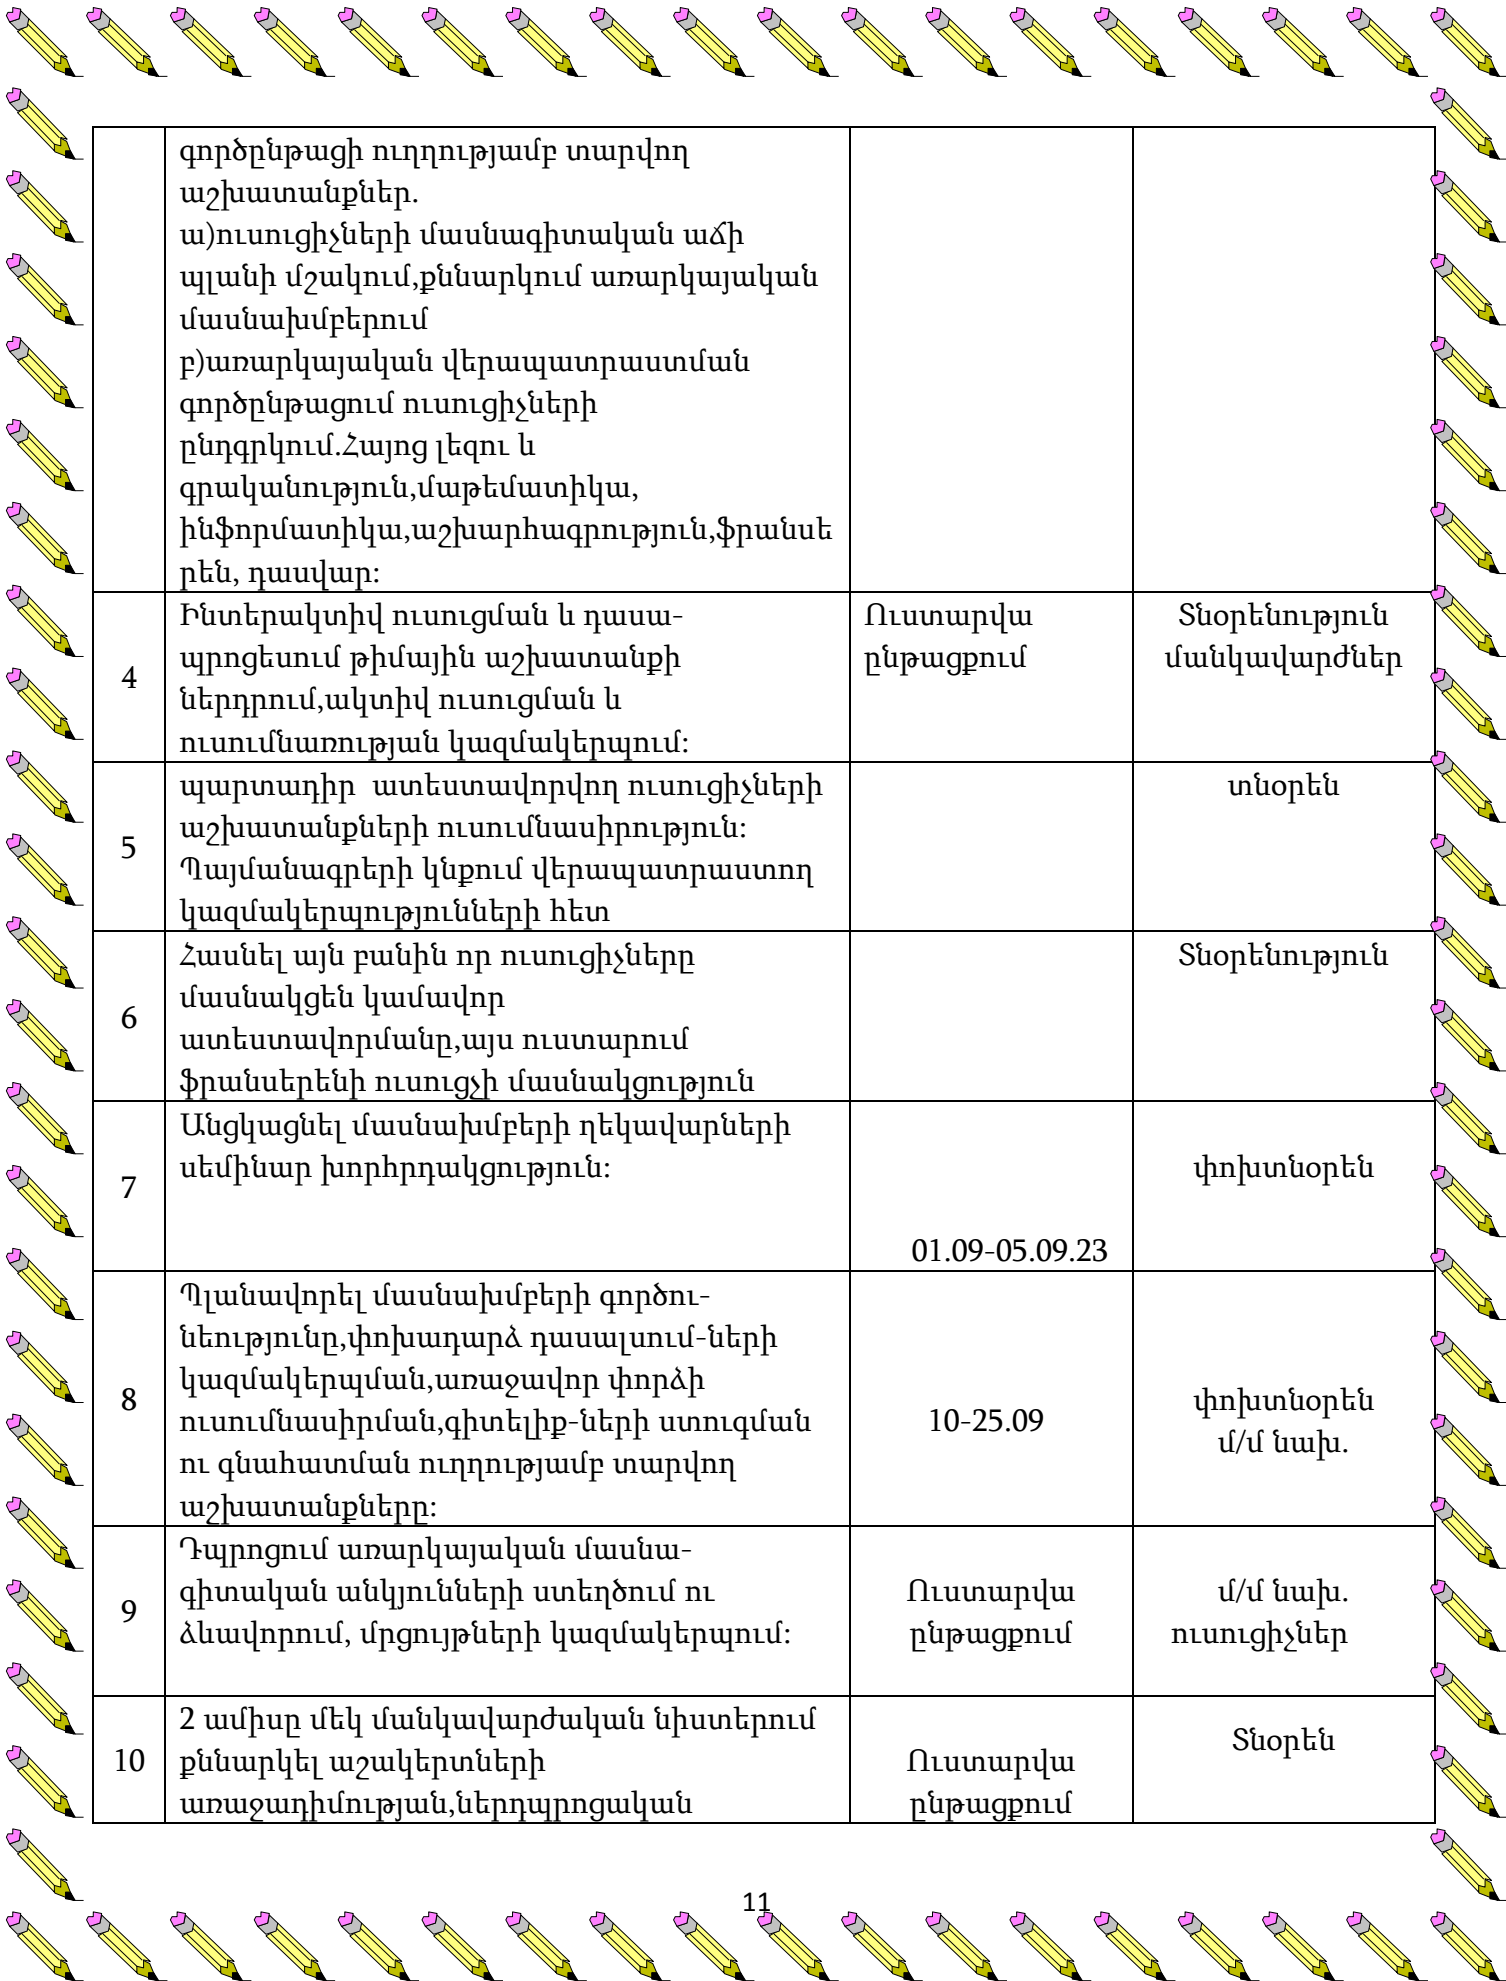 գործընթացի ուղղությամբ տարվող
աշխատանքներ.
ա)ուսուցիչների մասնագիտական աճի
պլանի մշակում,քննարկում առարկայական
մասնախմբերում
բ)առարկայական վերապատրաստման
գործընթացում ուսուցիչների
ընդգրկում.Հայոց լեզու և
գրականություն,մաթեմատիկա,
ինֆորմատիկա,աշխարհագրություն,ֆրանսե
րեն, դասվար:
4
Ինտերակտիվ ուսուցման և դասա-
պրոցեսում թիմային աշխատանքի
ներդրում,ակտիվ ուսուցման և
ուսումնառության կազմակերպում:
Ուստարվա
ընթացքում
Տնօրենություն
մանկավարժներ
5
պարտադիր  ատեստավորվող ուսուցիչների
աշխատանքների ուսումնասիրություն:
Պայմանագրերի կնքում վերապատրաստող
կազմակերպությունների հետ
տնօրեն
6
Հասնել այն բանին որ ուսուցիչները
մասնակցեն կամավոր
ատեստավորմանը,այս ուստարում
ֆրանսերենի ուսուցչի մասնակցություն
Տնօրենություն
7
Անցկացնել մասնախմբերի ղեկավարների
սեմինար խորհրդակցություն:
01.09-05.09.23
փոխտնօրեն
8
Պլանավորել մասնախմբերի գործու-
նեությունը,փոխադարձ դասալսում-ների
կազմակերպման,առաջավոր փորձի
ուսումնասիրման,գիտելիք-ների ստուգման
ու գնահատման ուղղությամբ տարվող
աշխատանքները:
10-25.09
փոխտնօրեն
մ/մ նախ.
9
Դպրոցում առարկայական մասնա-
գիտական անկյունների ստեղծում ու
ձևավորում, մրցույթների կազմակերպում:
Ուստարվա
ընթացքում
մ/մ նախ.
ուսուցիչներ
10
2 ամիսը մեկ մանկավարժական նիստերում
քննարկել աշակերտների
առաջադիմության,ներդպրոցական
Ուստարվա
ընթացքում
Տնօրեն
11